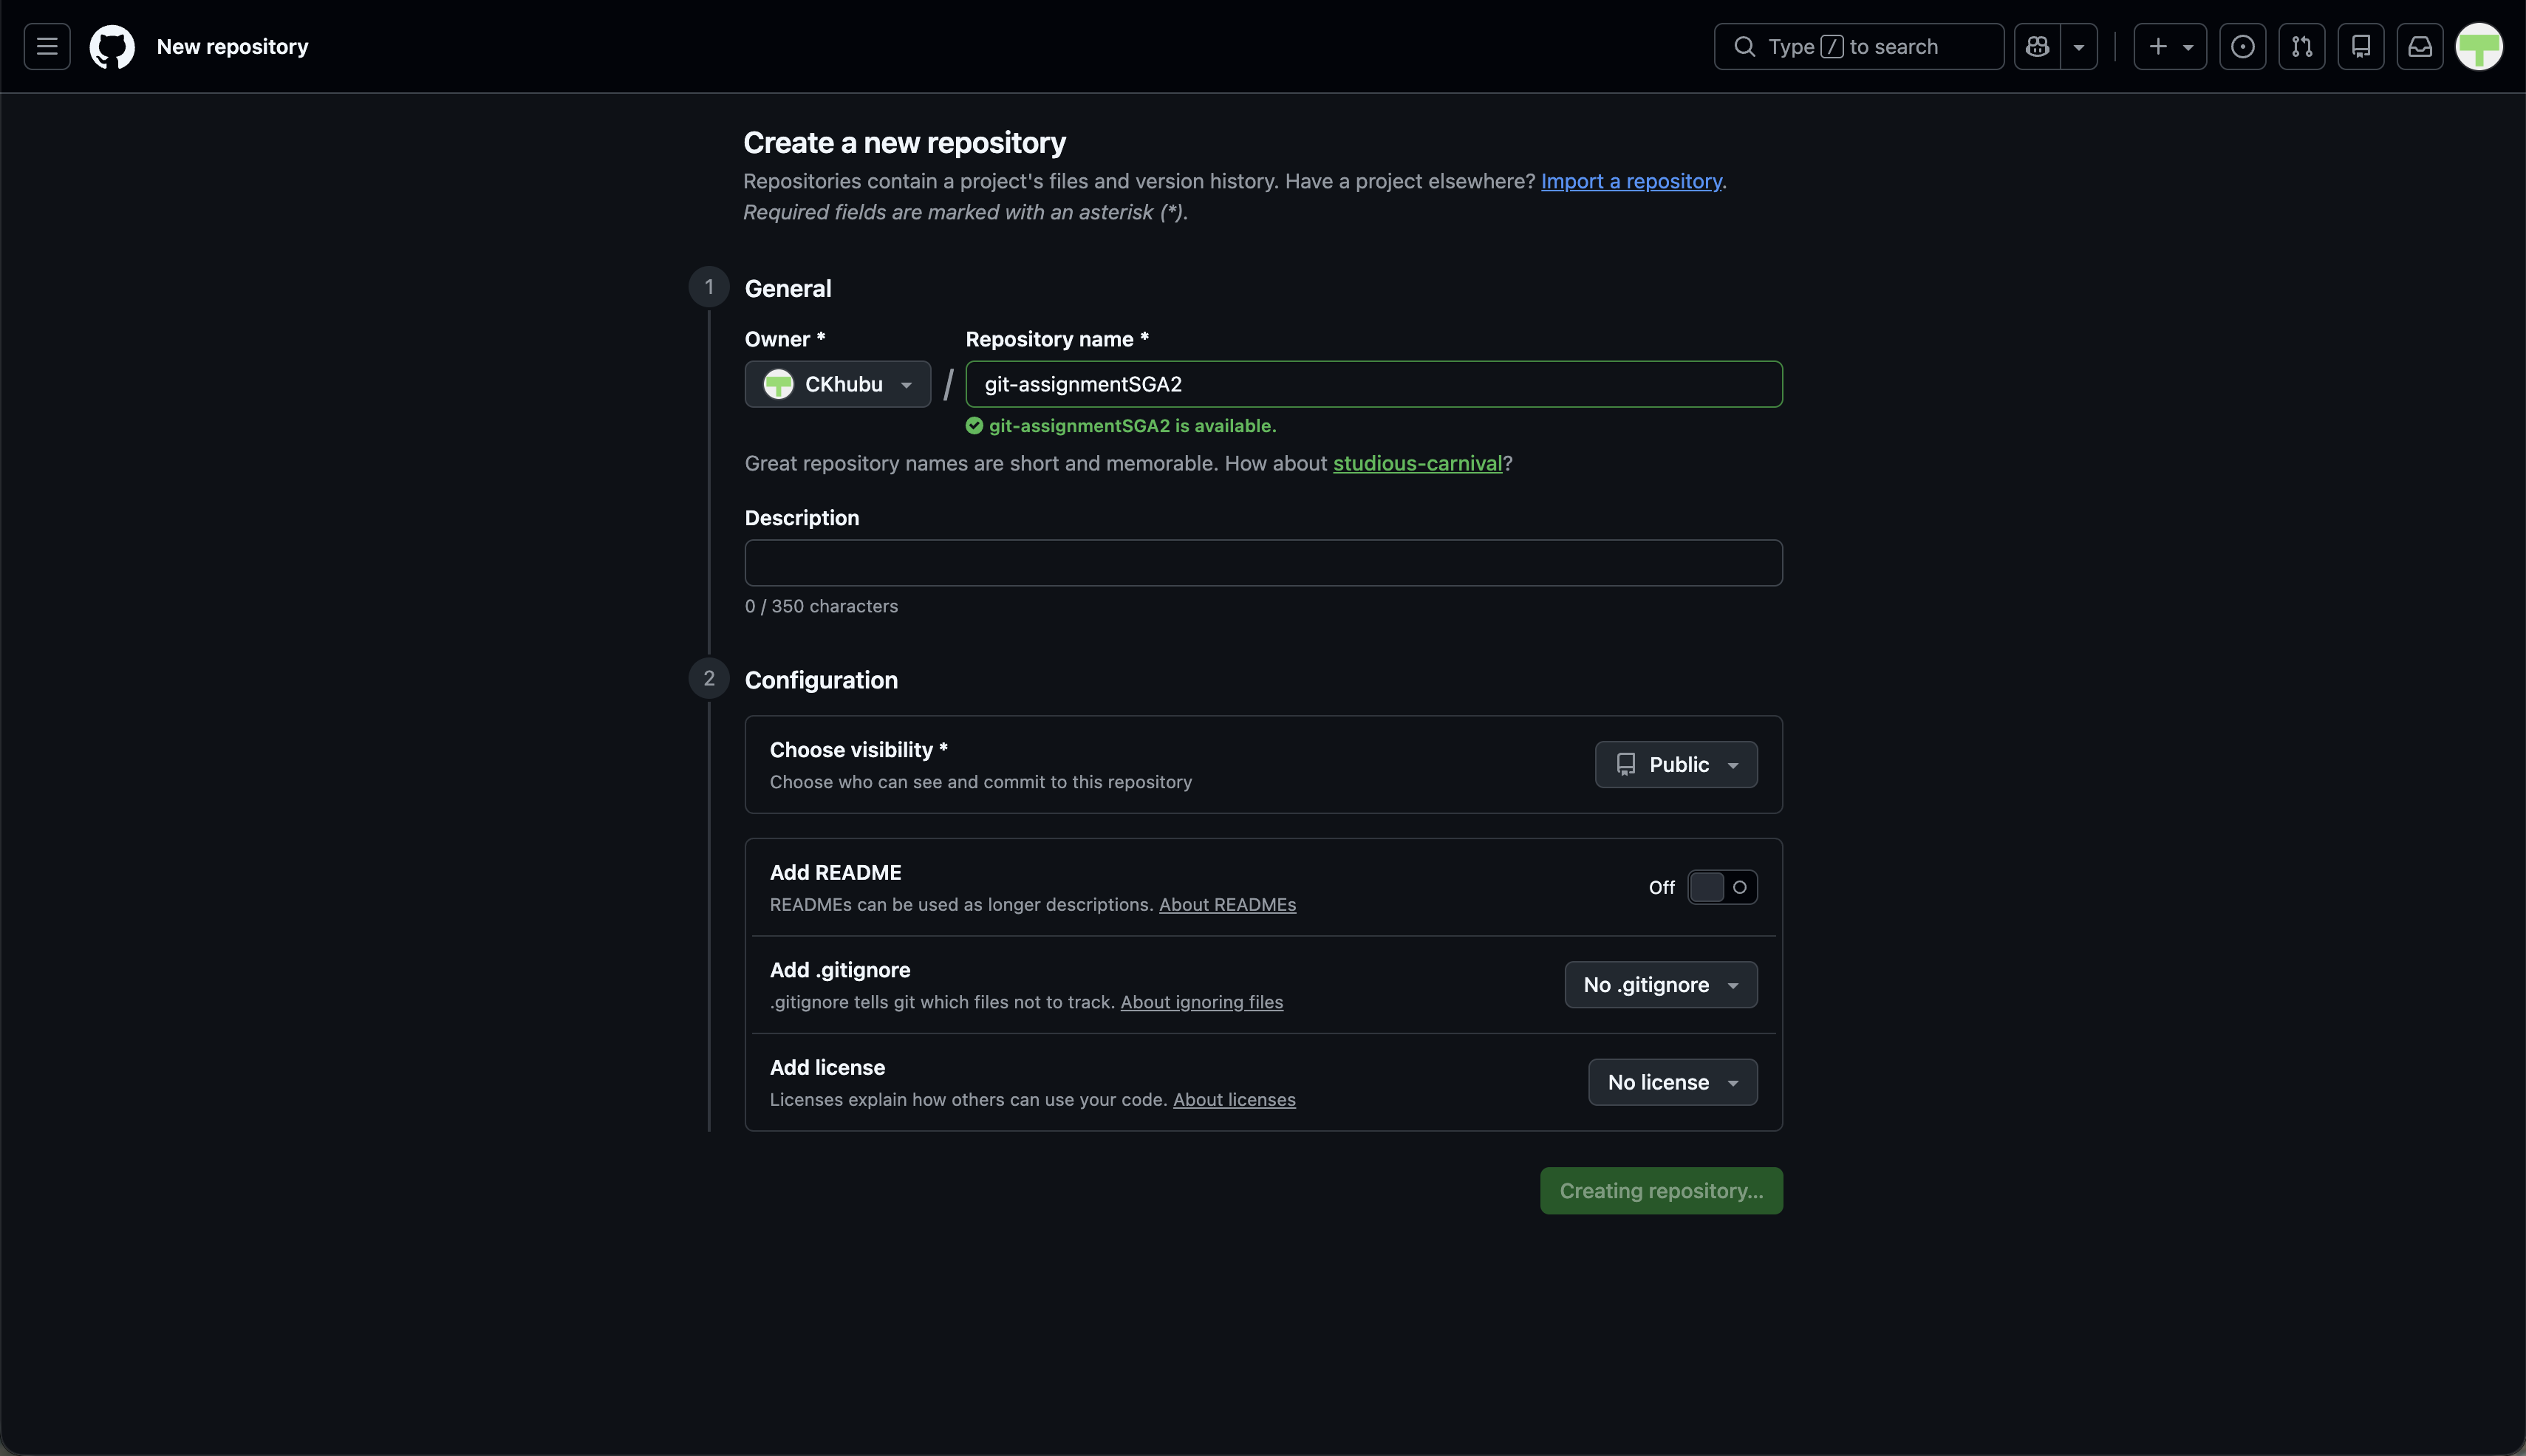 New repository
Type / to search
Create a new repository
Repositories contain a project's files and version history. Have a project elsewhere? Import a repository.
Required fields are marked with an asterisk (*).
1 General
Owner * Repository name *
CKhubu / git-assignmentSGA2
git-assignmentSGA2 is available.
Great repository names are short and memorable. How about studious-carnival?
Description
0 / 350 characters
2 Configuration
Choose visibility *
Choose who can see and commit to this repository
Public
Add README
READMEs can be used as longer descriptions. About READMEs
Off
Add .gitignore
.gitignore tells git which files not to track. About ignoring files
No .gitignore
Add license
Licenses explain how others can use your code. About licenses
No license
Creating repository...